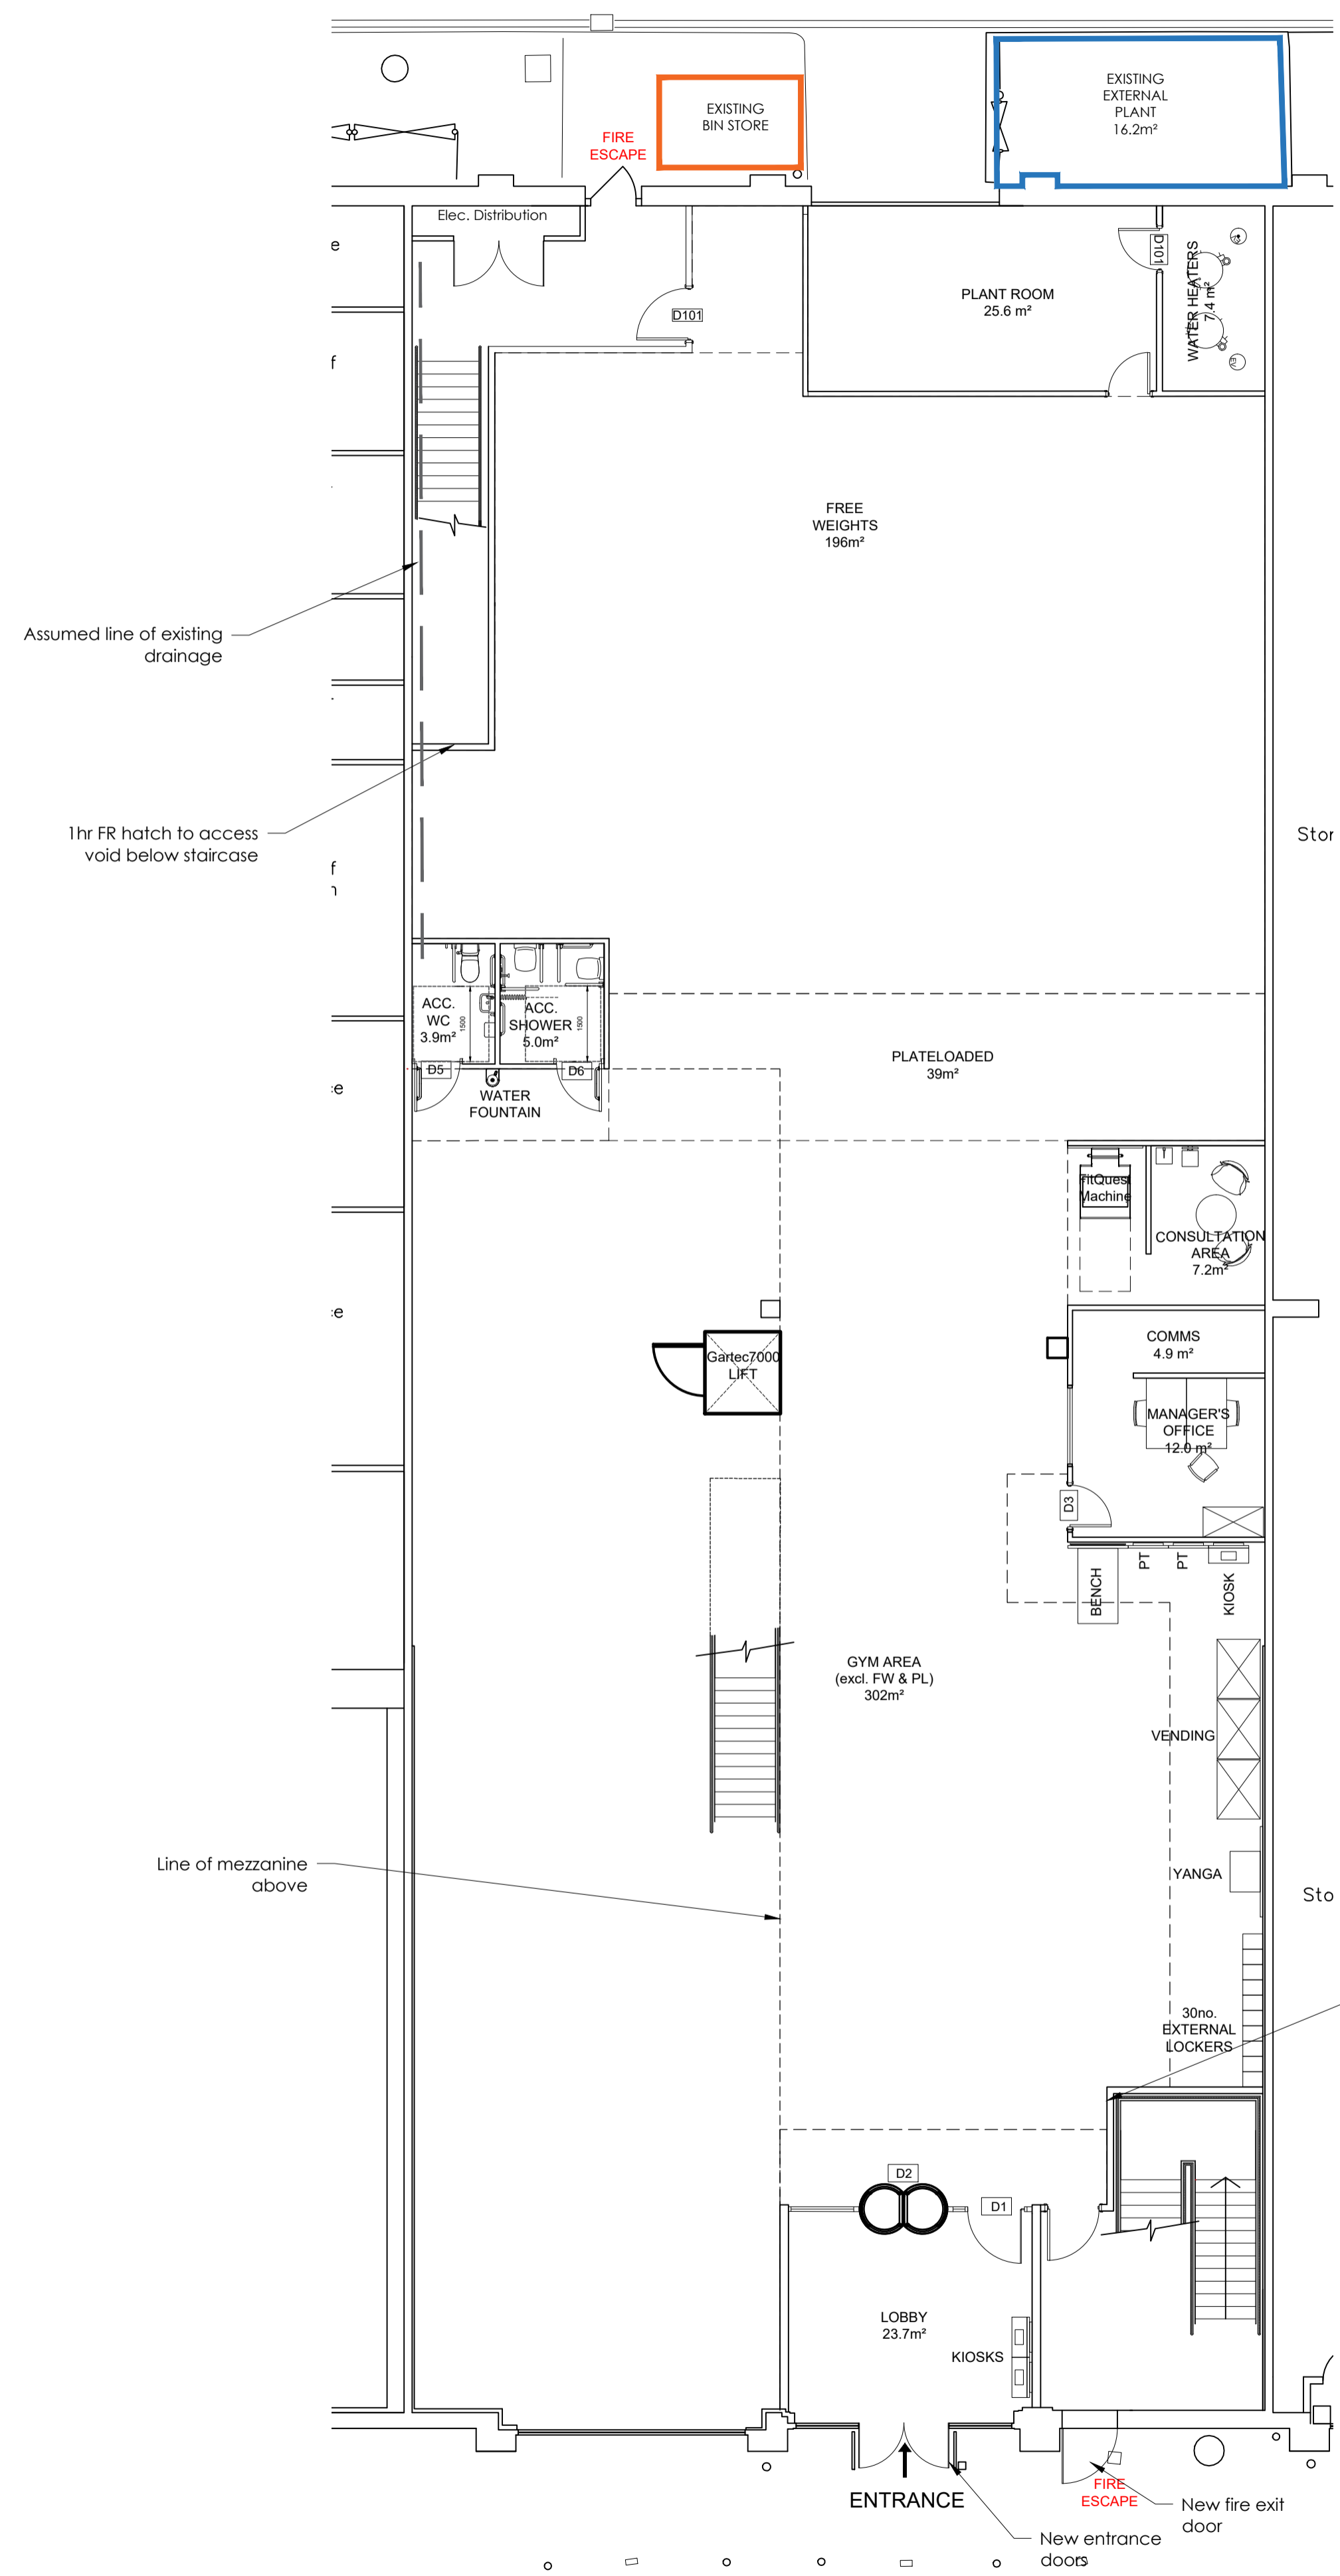 EXISTING
EXTERNAL
PLANT
16.2m²
EXISTING
BIN STORE
FIRE
ESCAPE
Elec. Distribution
e
D101
WATER HEATERS
7.4 m²
PLANT ROOM
25.6 m²
D101
f
EV
FREE
WEIGHTS
196m²
Assumed line of existing
drainage
1hr FR hatch to access
void below staircase
Stor
f
ACC.
WC
3.9m²
1500
ACC.
SHOWER
5.0m²
1500
D5
D6
WATER
FOUNTAIN
PLATELOADED
39m²
FitQuest
Machine
CONSULTATION
AREA
7.2m²
COMMS
4.9 m²
Gartec7000
LIFT
MANAGER'S
OFFICE
12.0 m²
D3
BENCH
PT
PT
KIOSK
GYM AREA
(excl. FW & PL)
302m²
VENDING
Line of mezzanine
above
YANGA
Sto
30no.
EXTERNAL
LOCKERS
D2
D1
LOBBY
23.7m²
KIOSKS
ENTRANCE
FIRE
ESCAPE
New fire exit
door
New entrance
doors